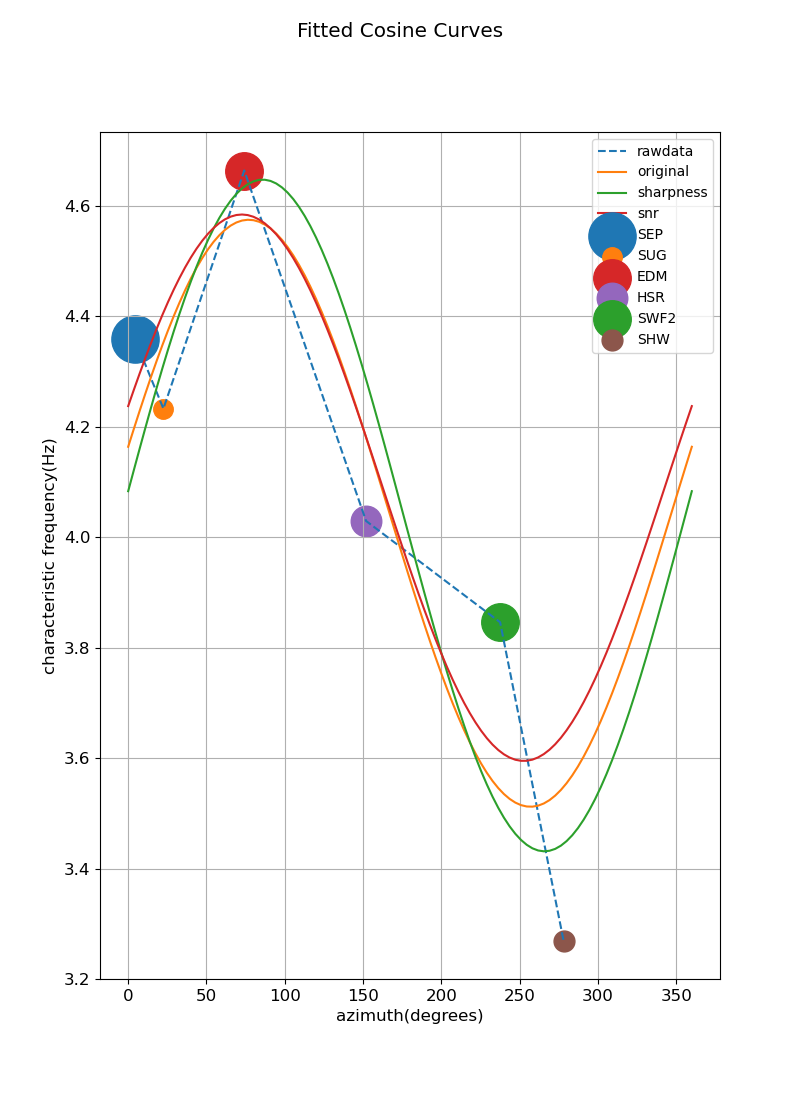 Fitted Cosine Curves
rawdata
original
sharpness
snr
SEP
SUG
EDM
HSR
SWF2
SHW
characteristic frequency(Hz)
4.6
4.4
4.2
4.0
3.8
3.6
3.4
3.2
0 50 100 150 200 250 300 350
azimuth(degrees)